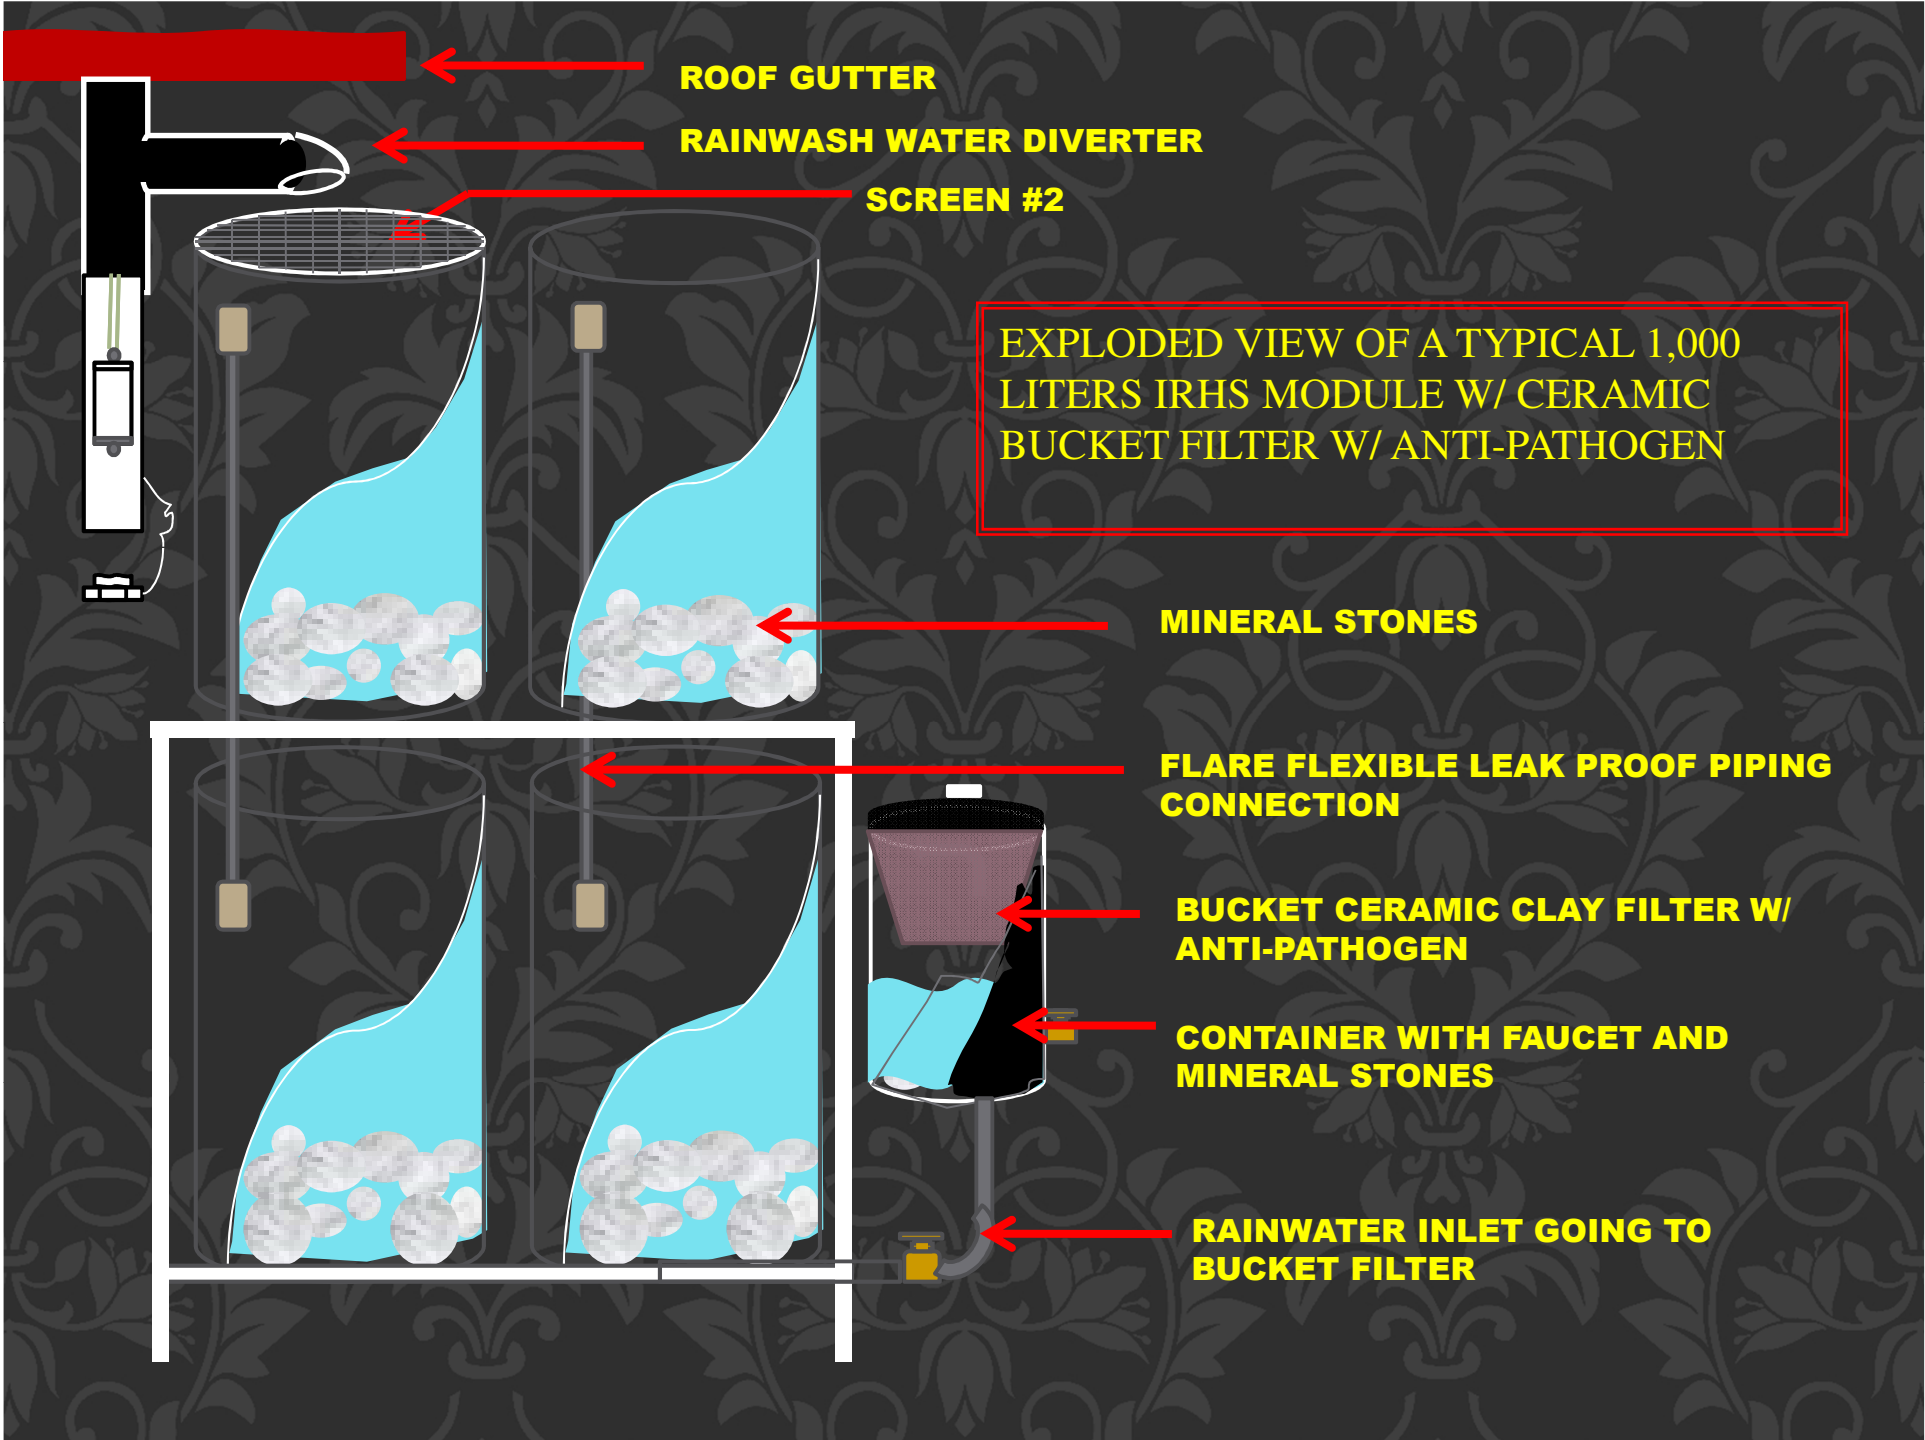 ROOF GUTTER
RAINWASH WATER DIVERTER
SCREEN #2
EXPLODED VIEW OF A TYPICAL 1,000
LITERS IRHS MODULE W/ CERAMIC
BUCKET FILTER W/ ANTI-PATHOGEN
MINERAL STONES
FLARE FLEXIBLE LEAK PROOF PIPING
CONNECTION
BUCKET CERAMIC CLAY FILTER W/
ANTI-PATHOGEN
CONTAINER WITH FAUCET AND
MINERAL STONES
RAINWATER INLET GOING TO
BUCKET FILTER